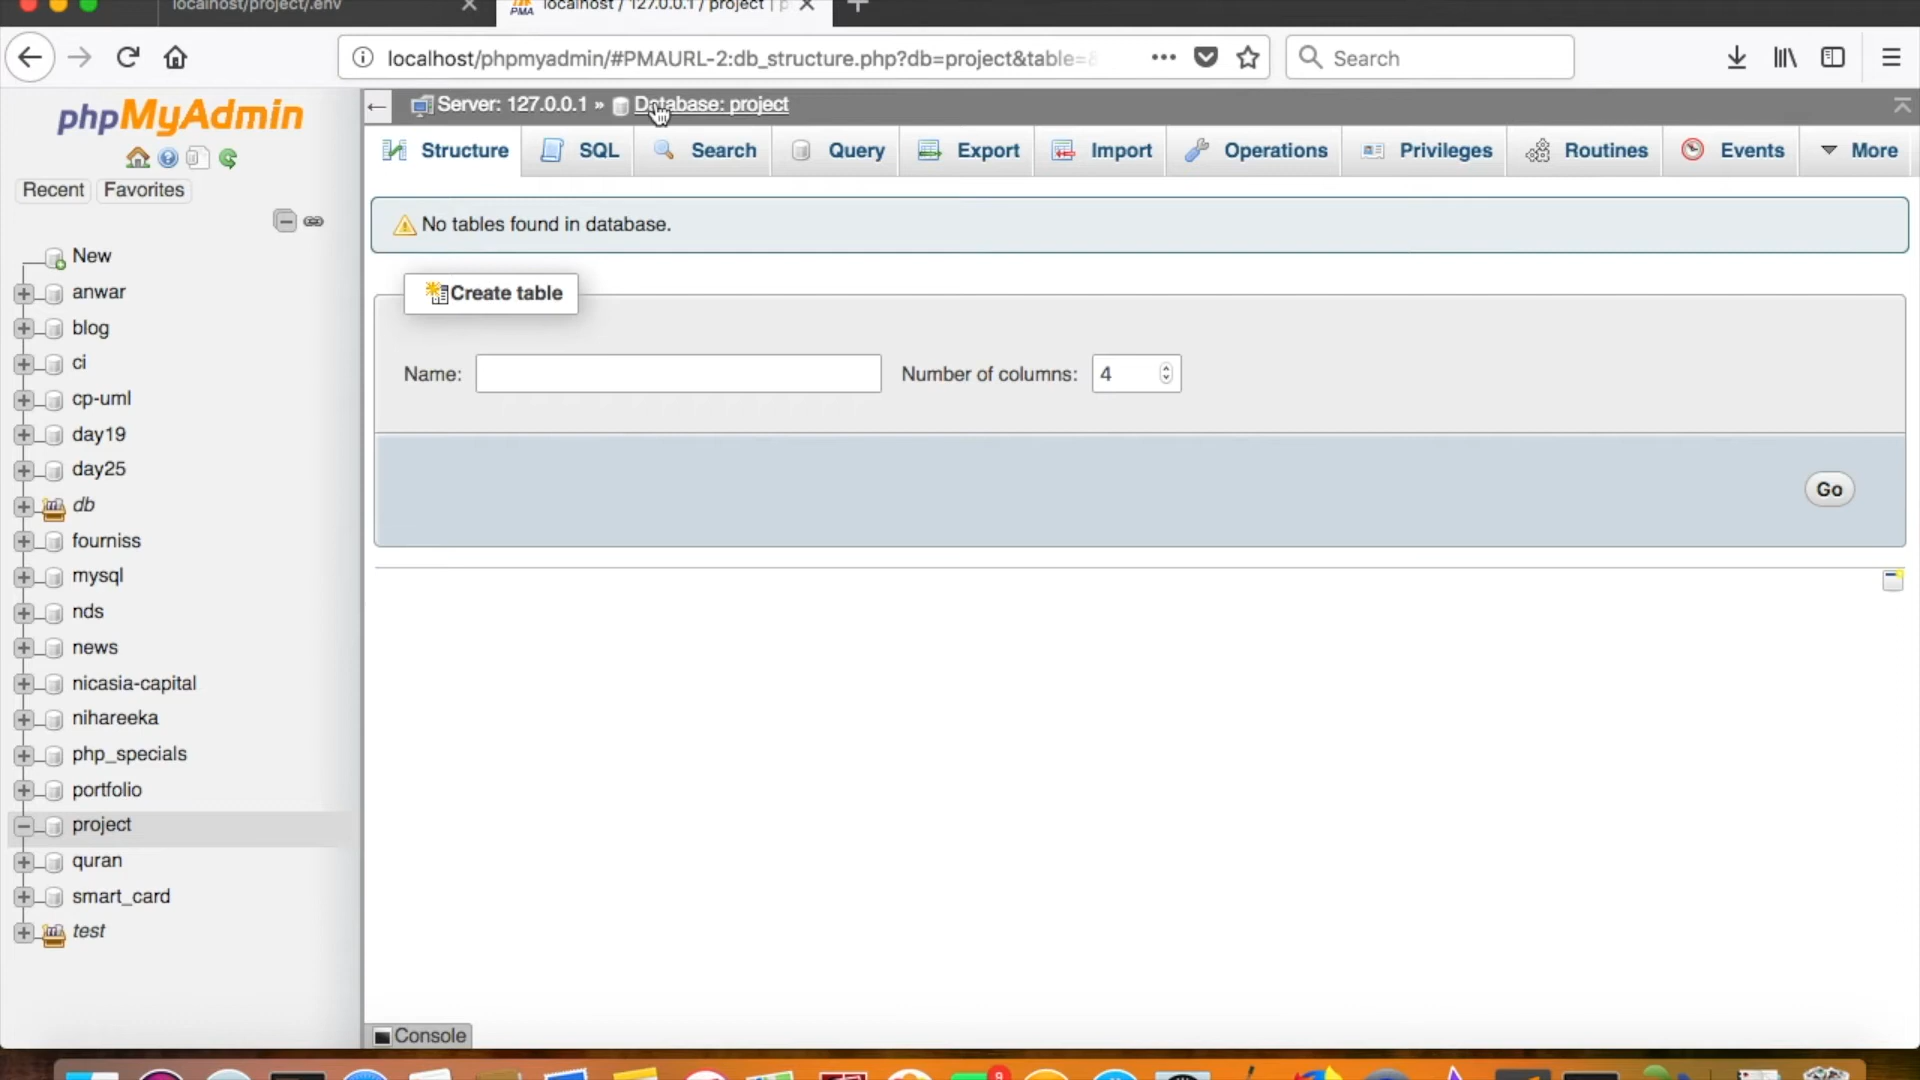 localhost/project/.env
localhost / 127.0.0.1 / project | p
localhost/phpmyadmin/#PMAURL-2:db_structure.php?db=project&table=&
Search
phpMyAdmin
Server: 127.0.0.1 » Database: project
Structure SQL Search Query Export Import Operations Privileges Routines Events More
Recent Favorites
No tables found in database.
New
anwar
blog
ci
cp-uml
day19
day25
db
fourniss
mysql
nds
news
nicasia-capital
nihareeka
php_specials
portfolio
project
quran
smart_card
test
Create table
Name: Number of columns: 4
Go
Console
9